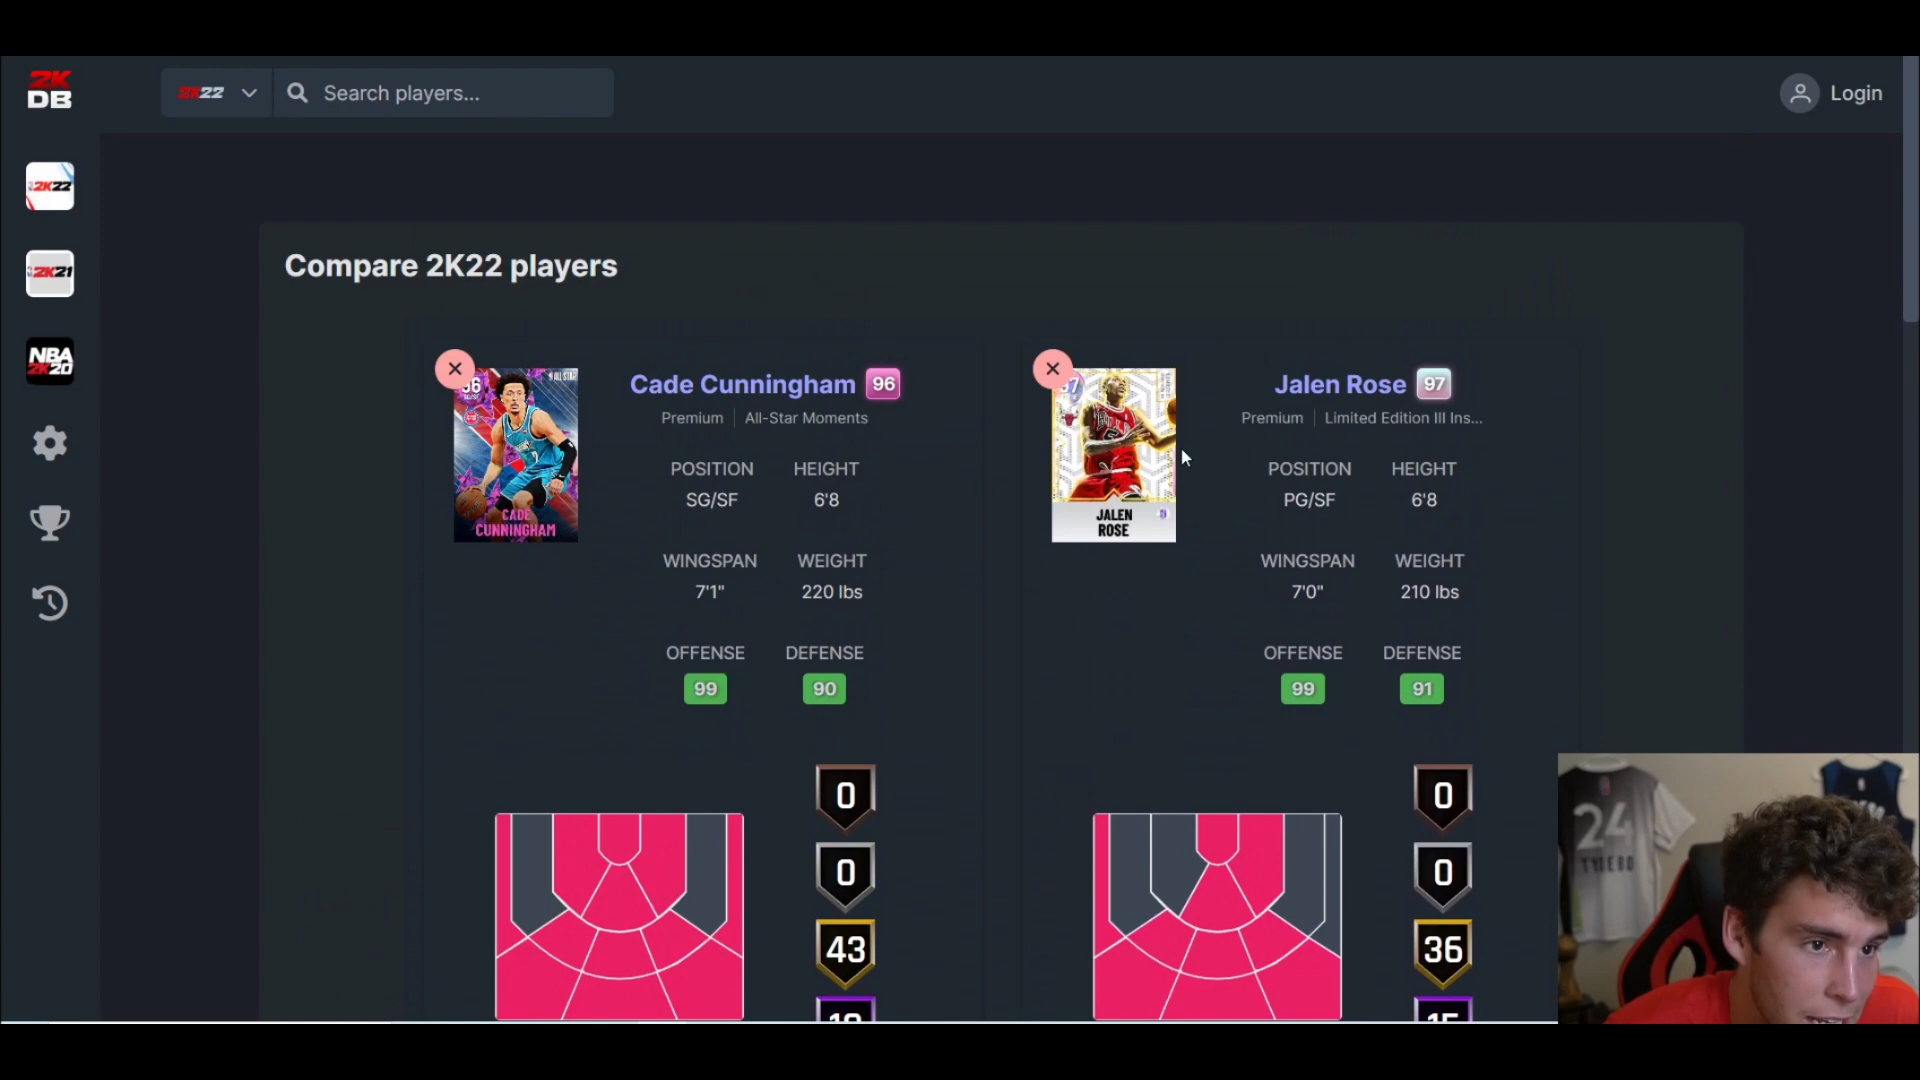 2K
DB
2K22
Search players...
Login
2K22
2K21
NBA
2K20
Compare 2K22 players
Cade Cunningham 96
Premium All-Star Moments
POSITION HEIGHT
SG/SF 6'8
WINGSPAN WEIGHT
7'1" 220 lbs
OFFENSE DEFENSE
99 90
ALL-STAR
CADE
CUNNINGHAM
0
0
43
Jalen Rose 97
Premium Limited Edition III Ins...
POSITION HEIGHT
PG/SF 6'8
WINGSPAN WEIGHT
7'0" 210 lbs
OFFENSE DEFENSE
99 91
JALEN
ROSE
0
0
36
24